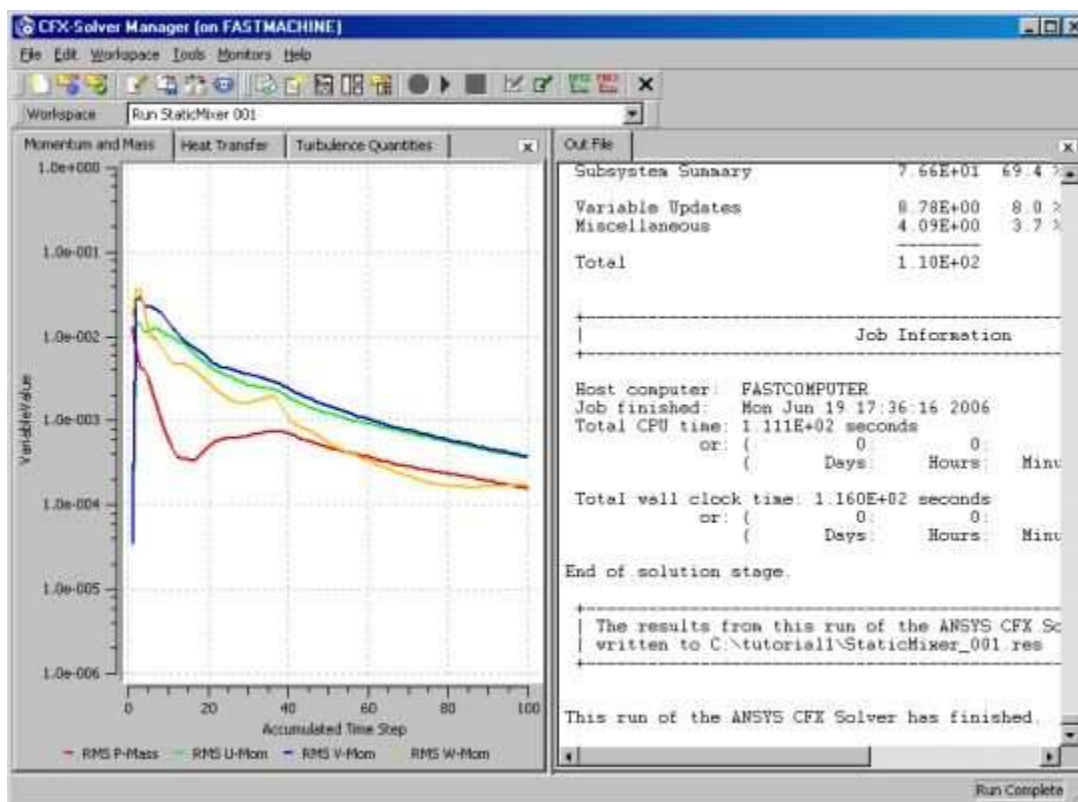 CFX-Solver Manager (on FASTMACHINE)
File Edit Workspace Tools Monitors Help
Workspace Run StaticMixer 001
Momentum and Mass Heat Transfer Turbulence Quantities
1.0e+000
1.0e-001
1.0e-002
1.0e-003
1.0e-004
1.0e-005
1.0e-006
Variable Value
0 20 40 60 80 100
Accumulated Time Step
RMS P-Mass RMS U-Mom RMS V-Mom RMS W-Mom
Out File
Subsystem Summary 7.66E+01 69.4 %
Variable Updates 8.78E+00 8.0 %
Miscellaneous 4.09E+00 3.7 %
--------
Total 1.10E+02
+--------------------------------------------------------------------
| Job Information
+--------------------------------------------------------------------
Host computer: FASTCOMPUTER
Job finished: Mon Jun 19 17:36:16 2006
Total CPU time: 1.111E+02 seconds
or: ( 0: 0:
( Days: Hours: Minu
Total wall clock time: 1.160E+02 seconds
or: ( 0: 0:
( Days: Hours: Minu
End of solution stage.
+--------------------------------------------------------------------
| The results from this run of the ANSYS CFX So
| written to C:\tutorial1\StaticMixer_001.res
+--------------------------------------------------------------------
This run of the ANSYS CFX Solver has finished.
Run Complete